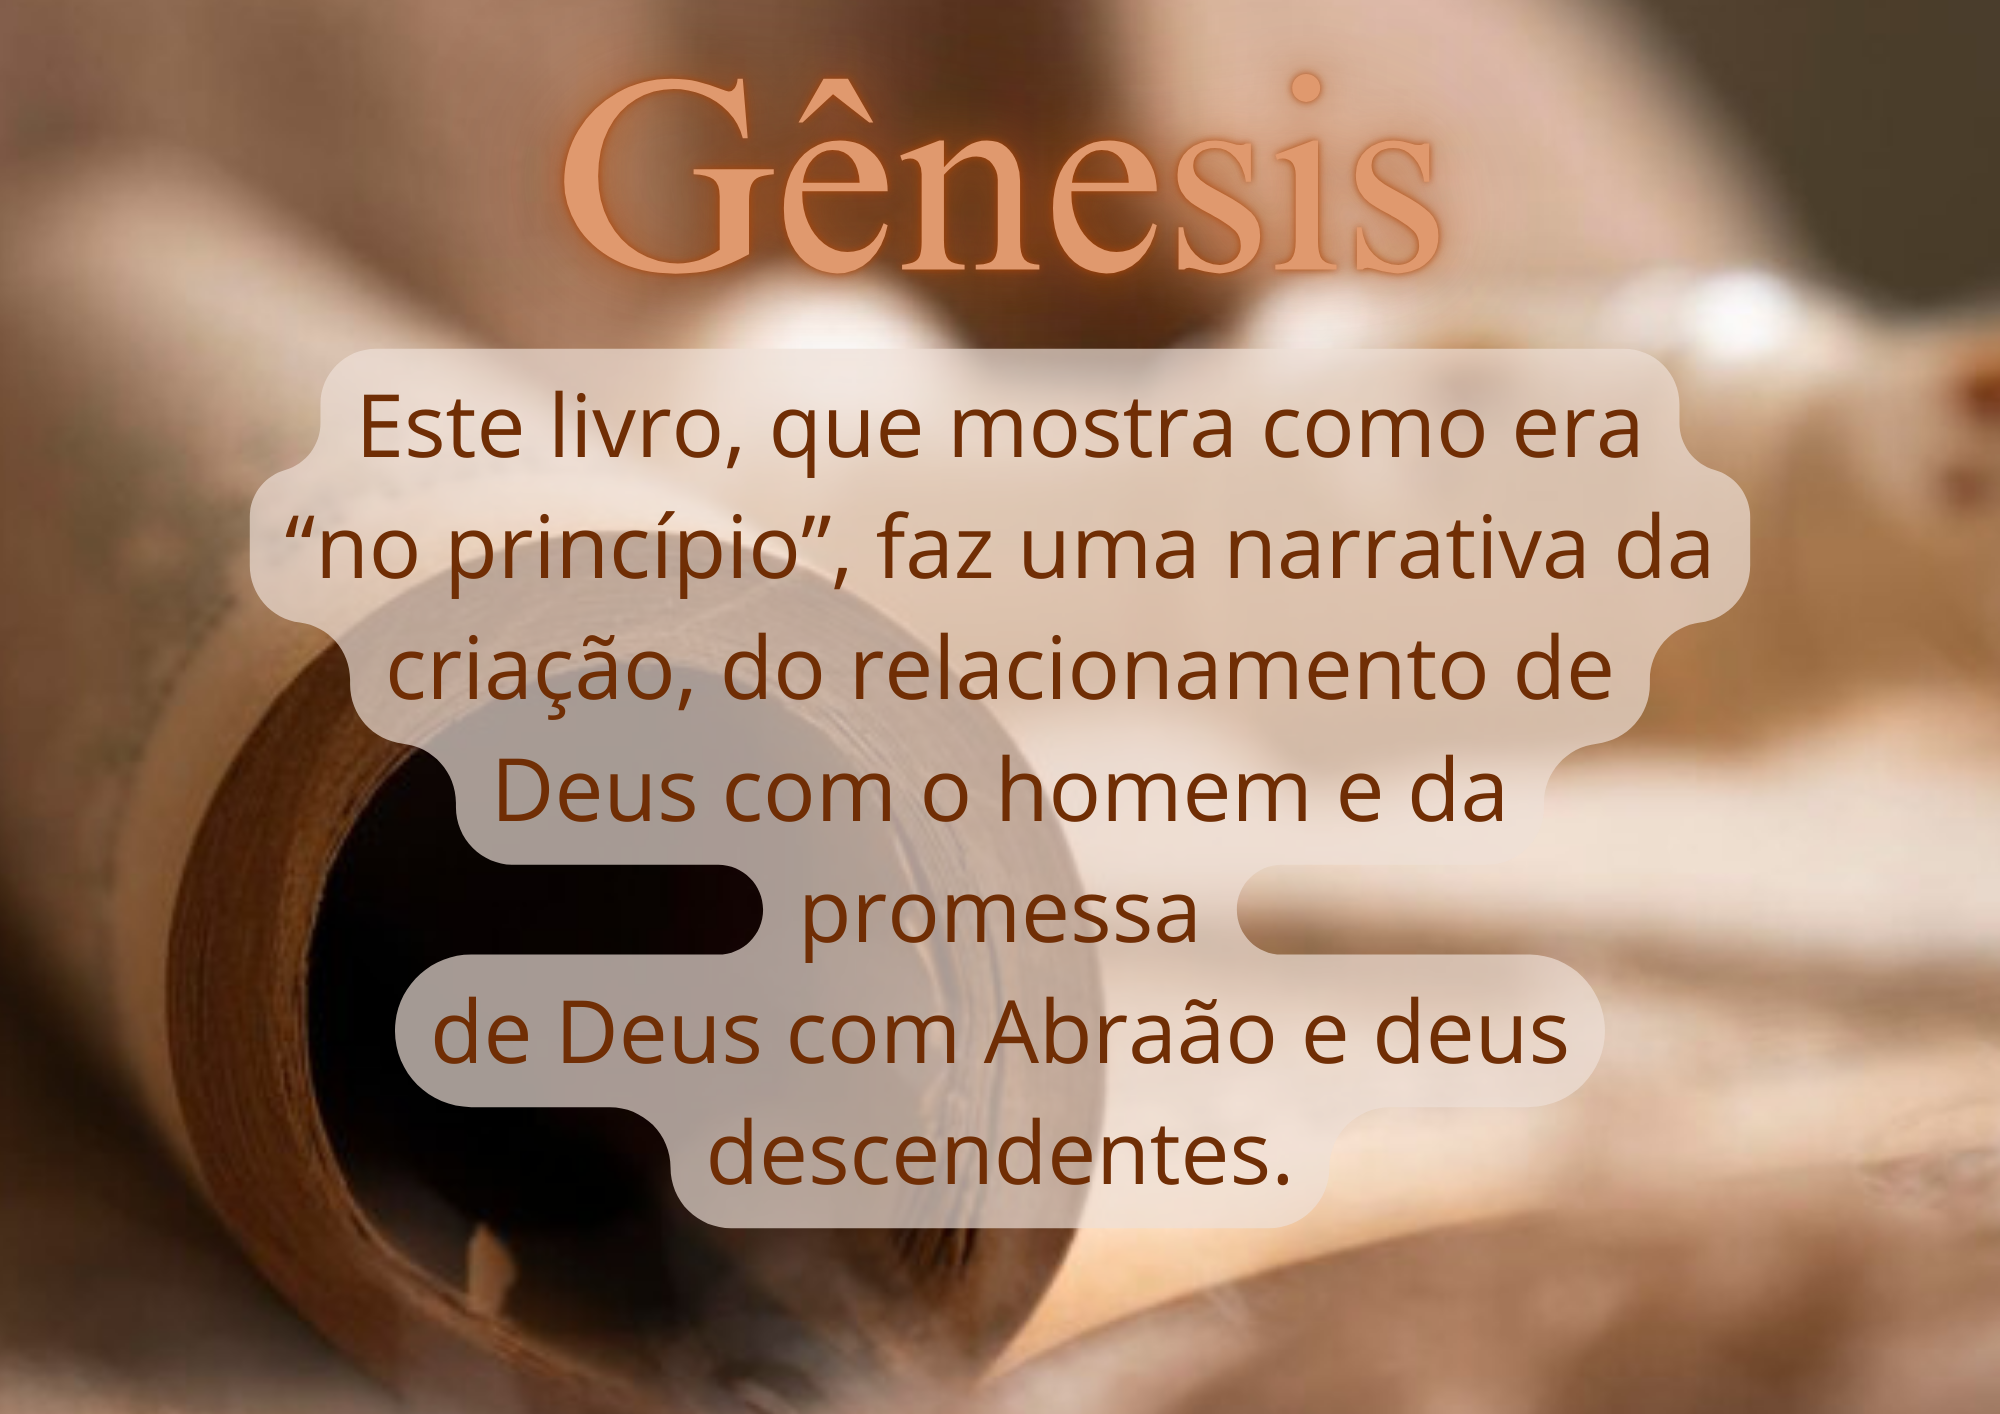 Gênesis
Este livro, que mostra como era
“no princípio”, faz uma narrativa da
criação, do relacionamento de
Deus com o homem e da
promessa
de Deus com Abraão e deus
descendentes.